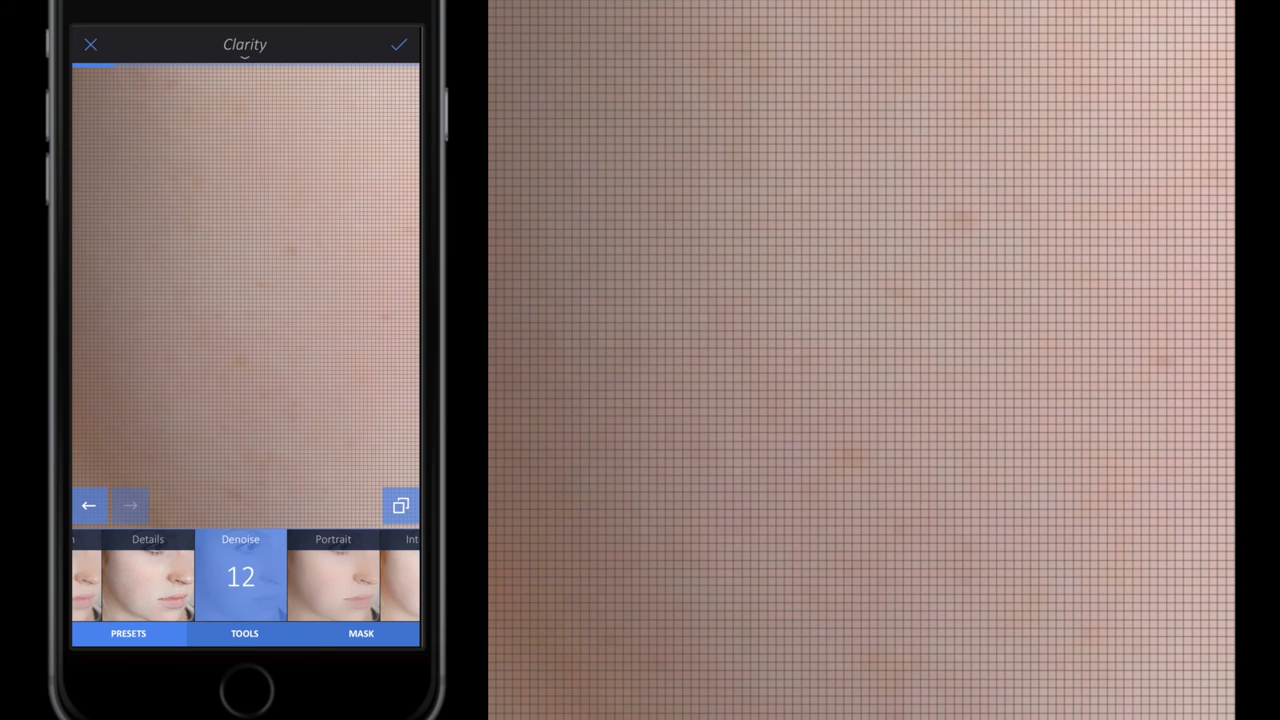 Clarity
n
Details
Denoise
Portrait
Int
12
PRESETS
TOOLS
MASK